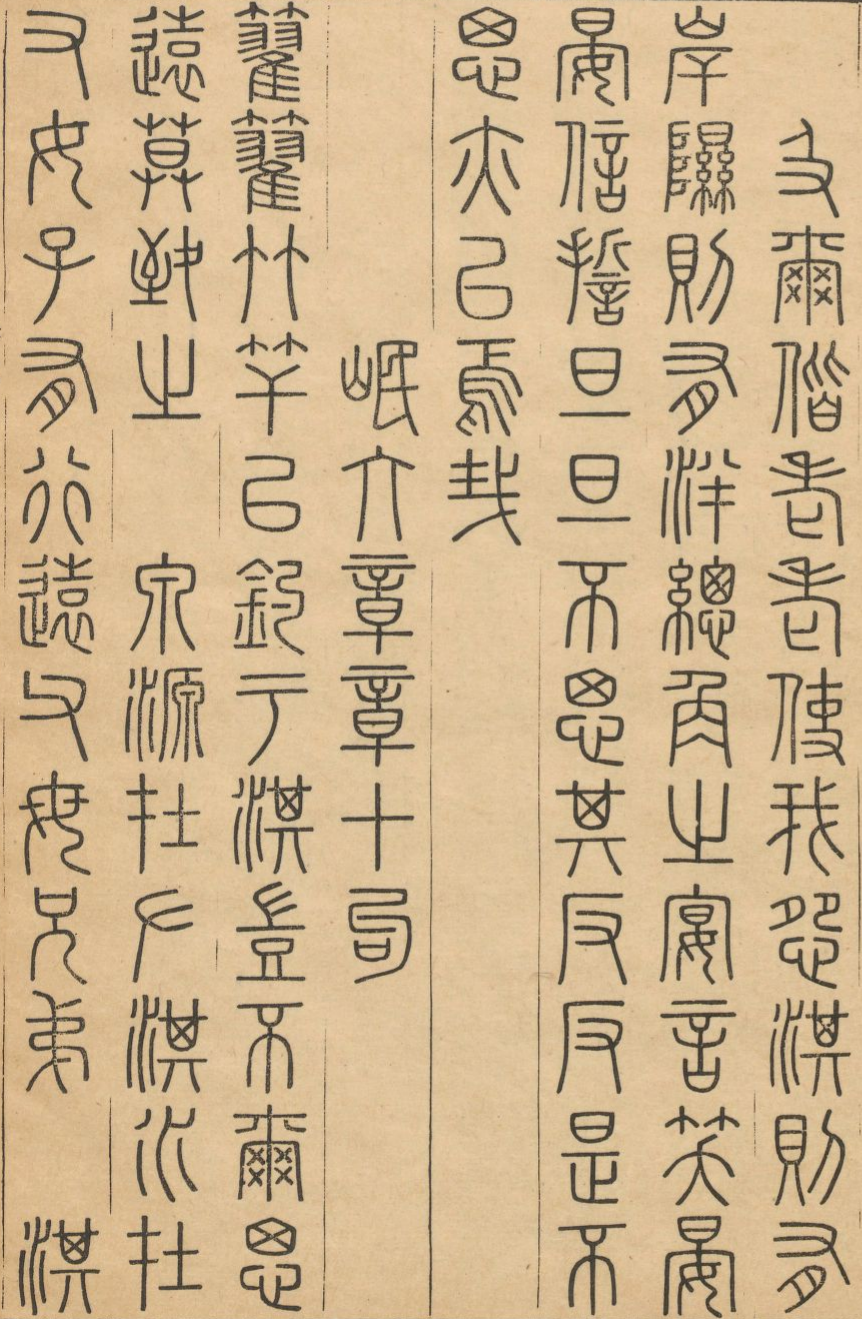 及爾偕老老使我怨淇則有
岸隰則有泮總角之宴言笑晏
晏信誓旦旦不思其反反是不
思亦已焉哉
氓六章章十句
籊籊竹竿以釣于淇豈不爾思
遠莫致之　泉源在左淇水在
右女子有行遠父母兄弟　淇